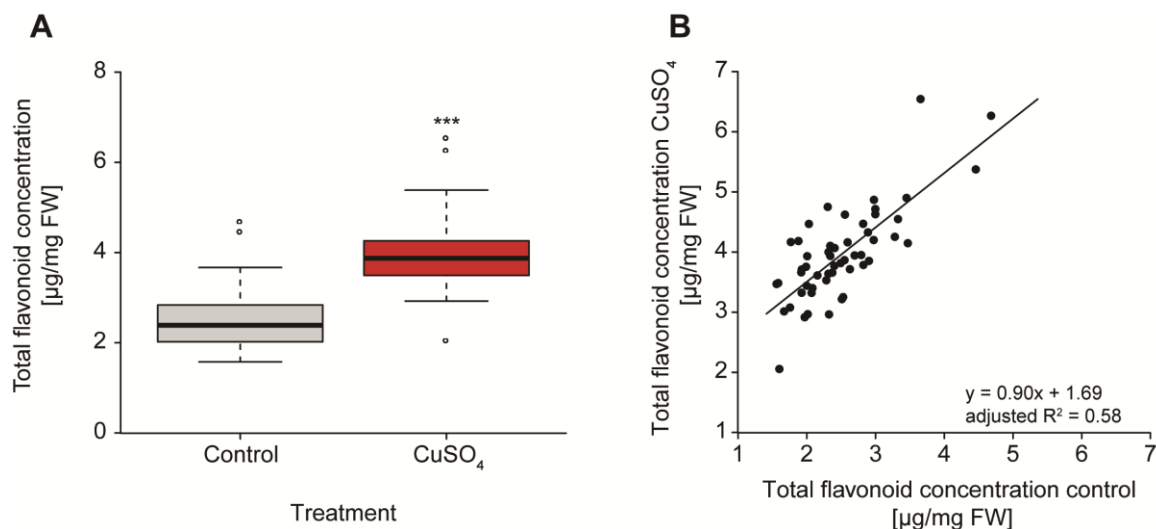 A
Total flavonoid concentration
[µg/mg FW]
8
6
4
2
0
***
Control
CuSO₄
Treatment
B
Total flavonoid concentration CuSO₄
[µg/mg FW]
7
6
5
4
3
2
1
y = 0.90x + 1.69
adjusted R² = 0.58
1 2 3 4 5 6 7
Total flavonoid concentration control
[µg/mg FW]